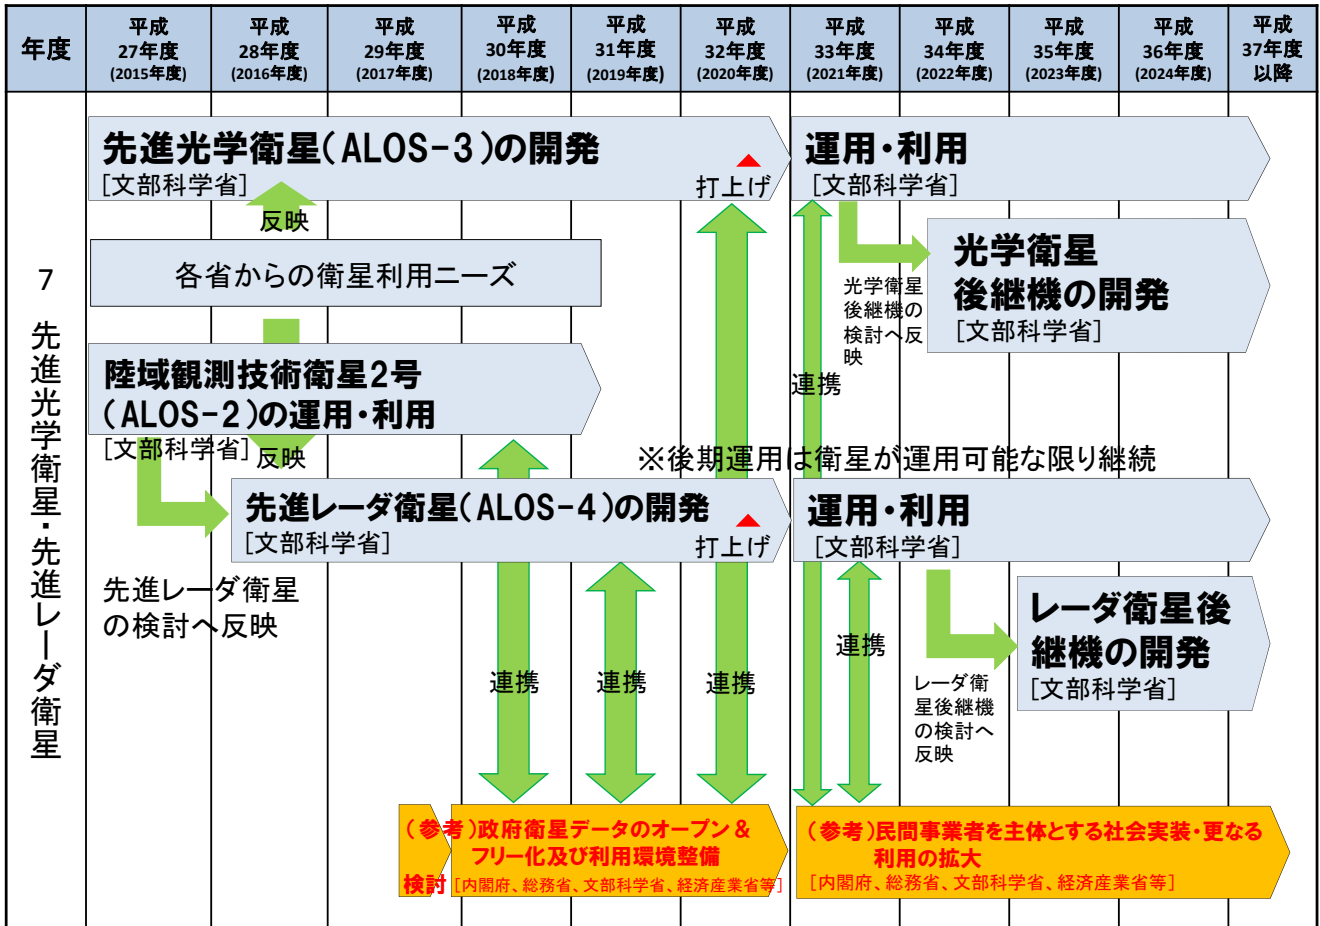 年度
平成
27年度
(2015年度)
平成
28年度
(2016年度)
平成
29年度
(2017年度)
平成
30年度
(2018年度)
平成
31年度
(2019年度)
平成
32年度
(2020年度)
平成
33年度
(2021年度)
平成
34年度
(2022年度)
平成
35年度
(2023年度)
平成
36年度
(2024年度)
平成
37年度
以降
7 先進光学衛星・先進レーダ衛星
先進光学衛星(ALOS-3)の開発
[文部科学省]
打上げ
運用・利用
[文部科学省]
反映
各省からの衛星利用ニーズ
光学衛星
後継機の開発
[文部科学省]
光学衛星
後継機の
検討へ反
映
陸域観測技術衛星2号
(ALOS-2)の運用・利用
[文部科学省]
反映
連携
※後期運用は衛星が運用可能な限り継続
先進レーダ衛星(ALOS-4)の開発
[文部科学省]
打上げ
運用・利用
[文部科学省]
先進レーダ衛星
の検討へ反映
レーダ衛星後
継機の開発
[文部科学省]
連携
連携
連携
連携
レーダ衛
星後継機
の検討へ
反映
(参考)政府衛星データのオープン&
フリー化及び利用環境整備
検討
[内閣府、総務省、文部科学省、経済産業省等]
(参考)民間事業者を主体とする社会実装・更なる
利用の拡大
[内閣府、総務省、文部科学省、経済産業省等]